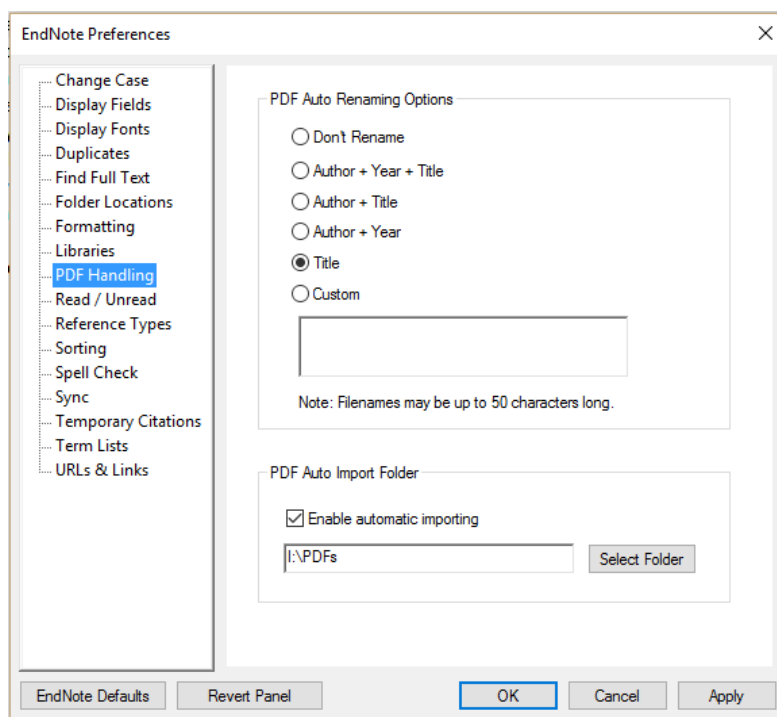 EndNote Preferences
Change Case
Display Fields
Display Fonts
Duplicates
Find Full Text
Folder Locations
Formatting
Libraries
PDF Handling
Read / Unread
Reference Types
Sorting
Spell Check
Sync
Temporary Citations
Term Lists
URLs & Links
PDF Auto Renaming Options
Don't Rename
Author + Year + Title
Author + Title
Author + Year
Title
Custom
Note: Filenames may be up to 50 characters long.
PDF Auto Import Folder
Enable automatic importing
I:\PDFs
Select Folder
EndNote Defaults
Revert Panel
OK
Cancel
Apply